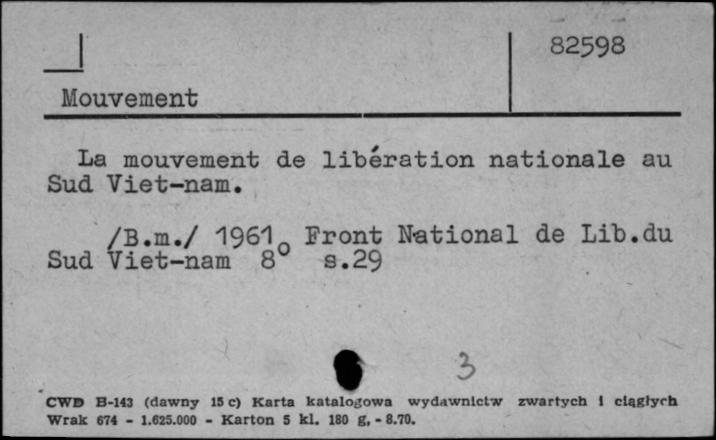 82598
Mouvement
La mouvement de libération nationale au
Sud Viet-nam.
/B.m./ 1961 Front National de Lib.du
Sud Viet-nam 8° s.29
3
CWD B-143 (dawny 15 c) Karta katalogowa wydawnictw zwartych i ciągłych
Wrak 674 - 1.625.000 - Karton 5 kl. 180 g. - 8.70.